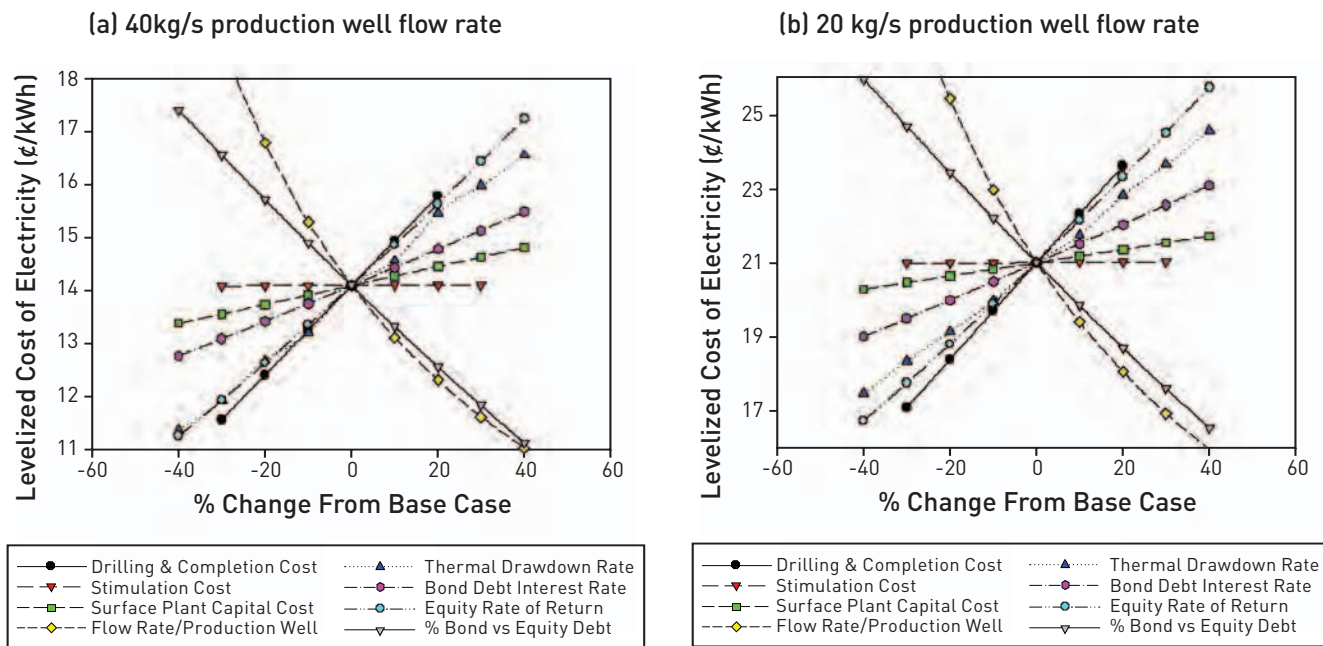 (a) 40kg/s production well flow rate
Levelized Cost of Electricity (¢/kWh)
18
17
16
15
14
13
12
11
-60
-40
-20
0
20
40
60
% Change From Base Case
Drilling & Completion Cost
Stimulation Cost
Surface Plant Capital Cost
Flow Rate/Production Well
Thermal Drawdown Rate
Bond Debt Interest Rate
Equity Rate of Return
% Bond vs Equity Debt
(b) 20 kg/s production well flow rate
Levelized Cost of Electricity (¢/kWh)
25
23
21
19
17
-60
-40
-20
0
20
40
60
% Change From Base Case
Drilling & Completion Cost
Stimulation Cost
Surface Plant Capital Cost
Flow Rate/Production Well
Thermal Drawdown Rate
Bond Debt Interest Rate
Equity Rate of Return
% Bond vs Equity Debt